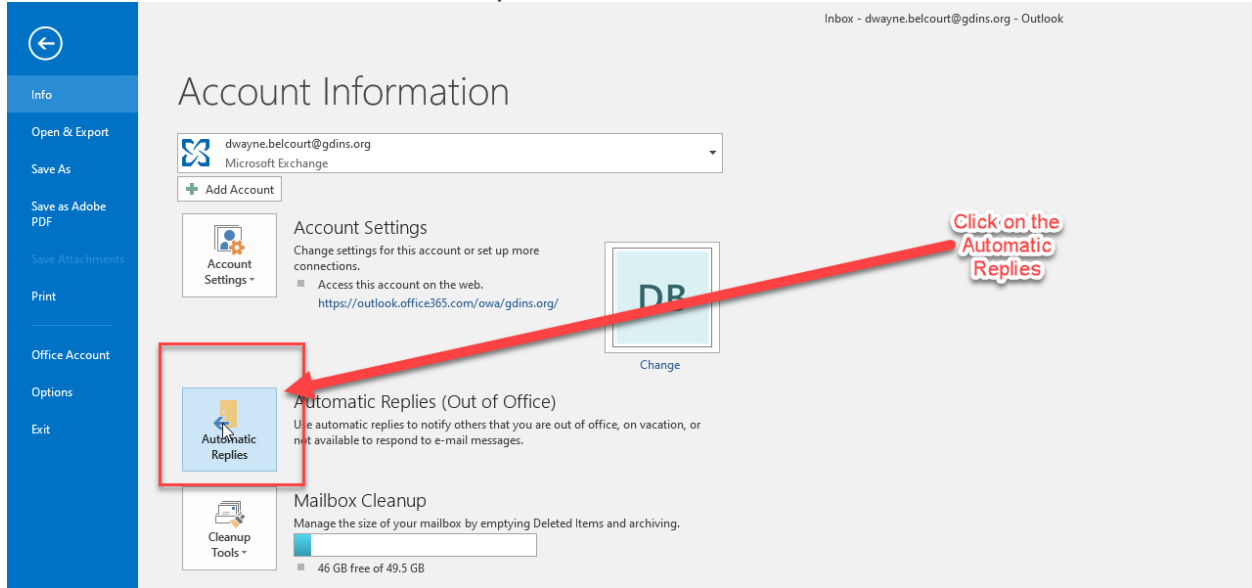 Inbox - dwayne.belcourt@gdins.org - Outlook
Info
Open & Export
Save As
Save as Adobe
PDF
Save Attachments
Print
Office Account
Options
Exit
Account Information
dwayne.belcourt@gdins.org
Microsoft Exchange
Add Account
Account
Settings
Account Settings
Change settings for this account or set up more
connections.
Access this account on the web.
https://outlook.office365.com/owa/gdins.org/
DB
Change
Click on the
Automatic
Replies
Automatic
Replies
Automatic Replies (Out of Office)
Use automatic replies to notify others that you are out of office, on vacation, or
not available to respond to e-mail messages.
Cleanup
Tools
Mailbox Cleanup
Manage the size of your mailbox by emptying Deleted Items and archiving.
46 GB free of 49.5 GB